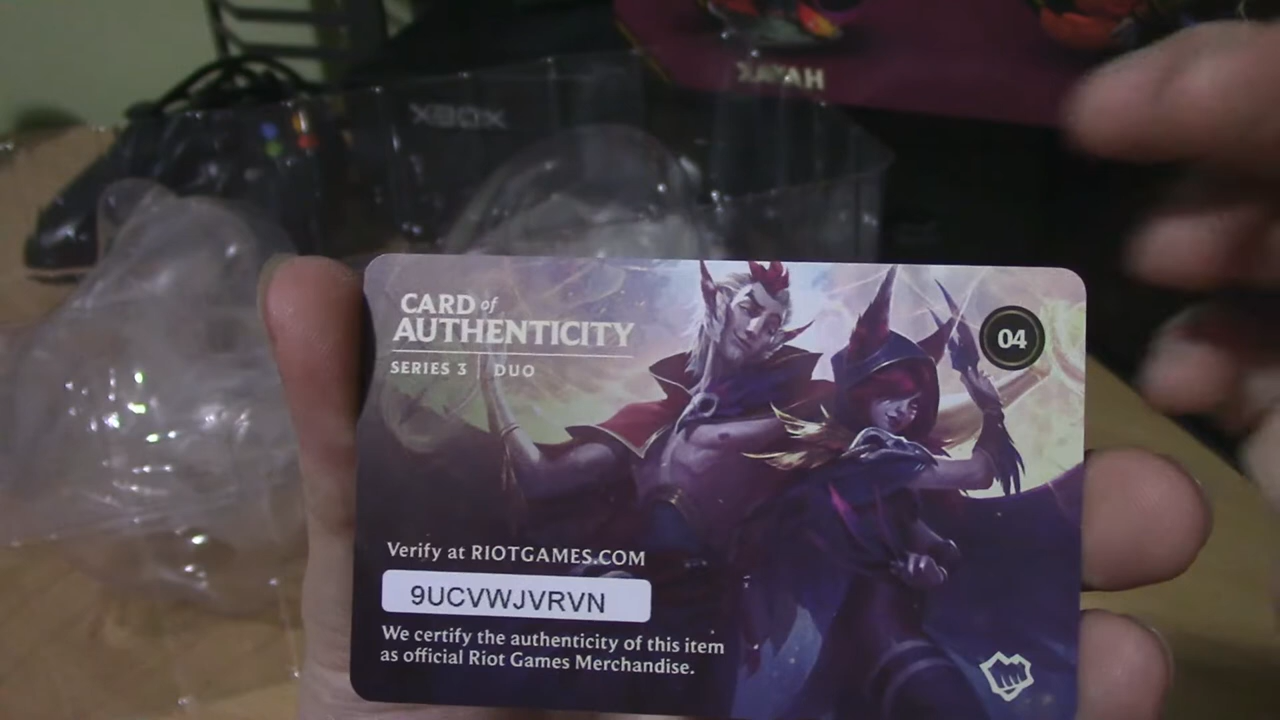 XAYAH
XBOX
CARD of
AUTHENTICITY
SERIES 3 | DUO
04
Verify at RIOTGAMES.COM
9UCVWJVRVN
We certify the authenticity of this item
as official Riot Games Merchandise.